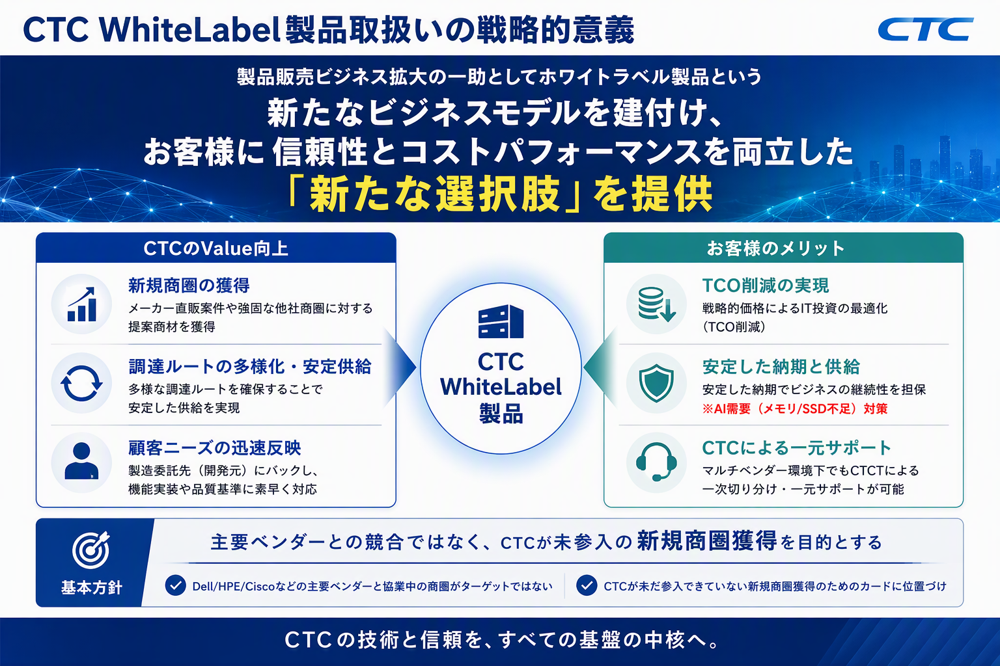 CTC WhiteLabel製品取扱いの戦略的意義
CTC
製品販売ビジネス拡大の一助としてホワイトラベル製品という
新たなビジネスモデルを建付け、
お客様に 信頼性とコストパフォーマンスを両立した
「新たな選択肢」を提供
CTCのValue向上
新規商圏の獲得
メーカー直販案件や強固な他社商圏に対する
提案商材を獲得
調達ルートの多様化・安定供給
多様な調達ルートを確保することで
安定した供給を実現
顧客ニーズの迅速反映
製造委託先（開発元）にバックし、
機能実装や品質基準に素早く対応
CTC
WhiteLabel
製品
お客様のメリット
TCO削減の実現
戦略的価格によるIT投資の最適化
（TCO削減）
安定した納期と供給
安定した納期でビジネスの継続性を担保
※AI需要（メモリ/SSD不足）対策
CTCによる一元サポート
マルチベンダー環境下でもCTCTによる
一次切り分け・一元サポートが可能
基本方針
主要ベンダーとの競合ではなく、CTCが未参入の 新規商圏獲得を目的とする
Dell/HPE/Ciscoなどの主要ベンダーと協業中の商圏がターゲットではない
CTCが未だ参入できていない新規商圏獲得のためのカードに位置づけ
CTCの技術と信頼を、すべての基盤の中核へ。